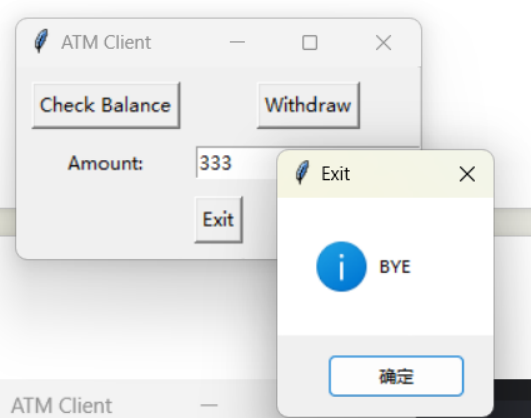 ATM Client
Check Balance
Withdraw
Amount:
333
Exit
Exit
BYE
确定
ATM Client